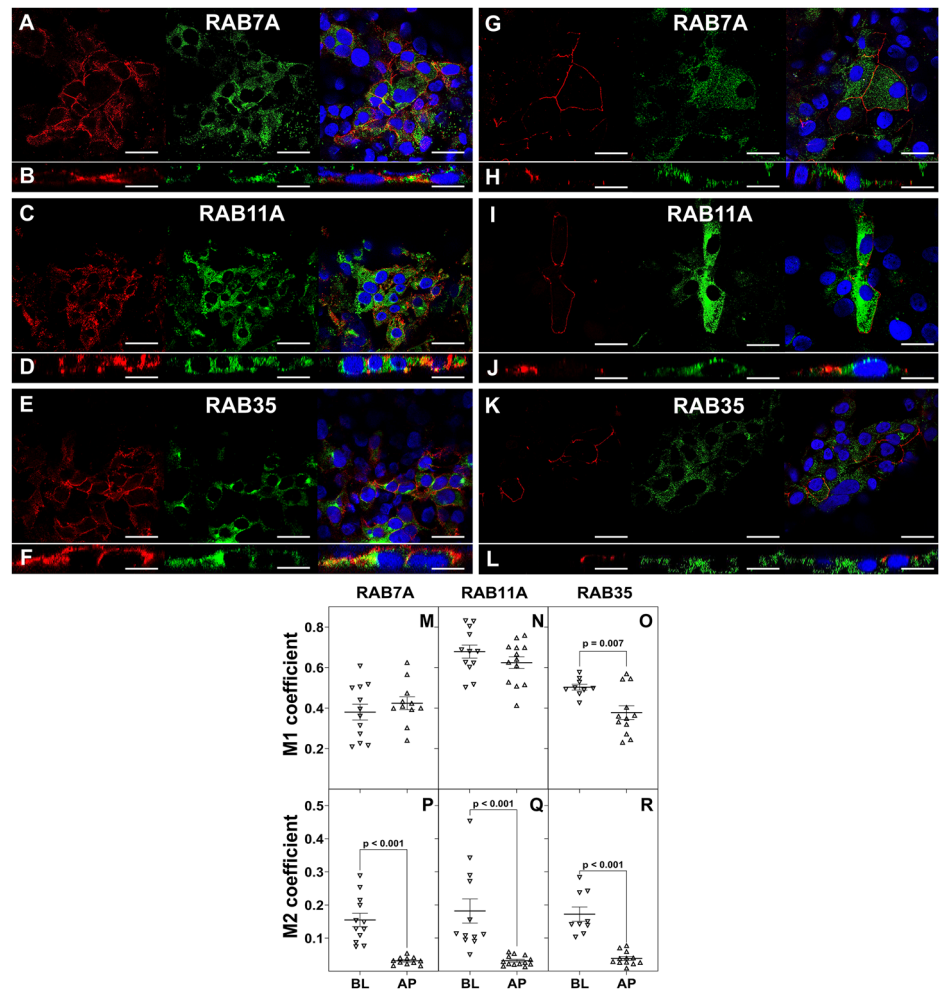 A RAB7A
B
C RAB11A
D
E RAB35
F
G RAB7A
H
I RAB11A
J
K RAB35
L
RAB7A RAB11A RAB35
M N O
p = 0.007
M1 coefficient
0.8
0.6
0.4
0.2
P Q R
p < 0.001
p < 0.001
p < 0.001
M2 coefficient
0.5
0.4
0.3
0.2
0.1
BL AP BL AP BL AP